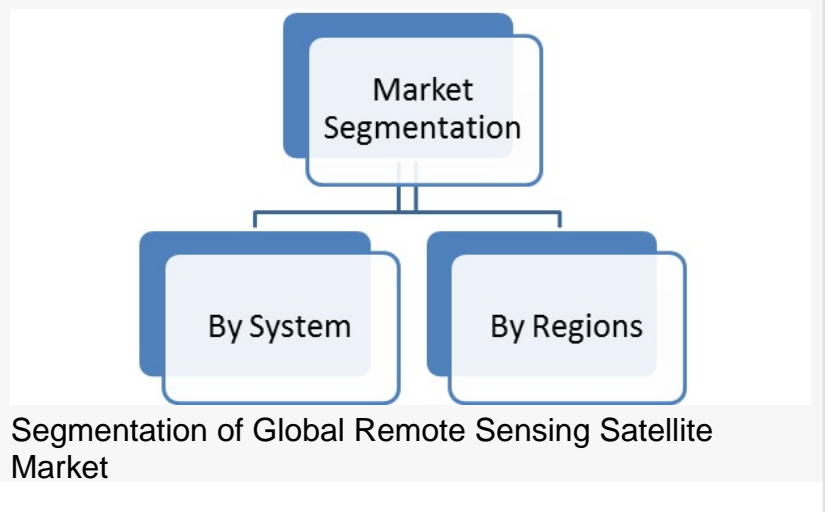 Market
Segmentation
By System
By Regions
Segmentation of Global Remote Sensing Satellite
Market